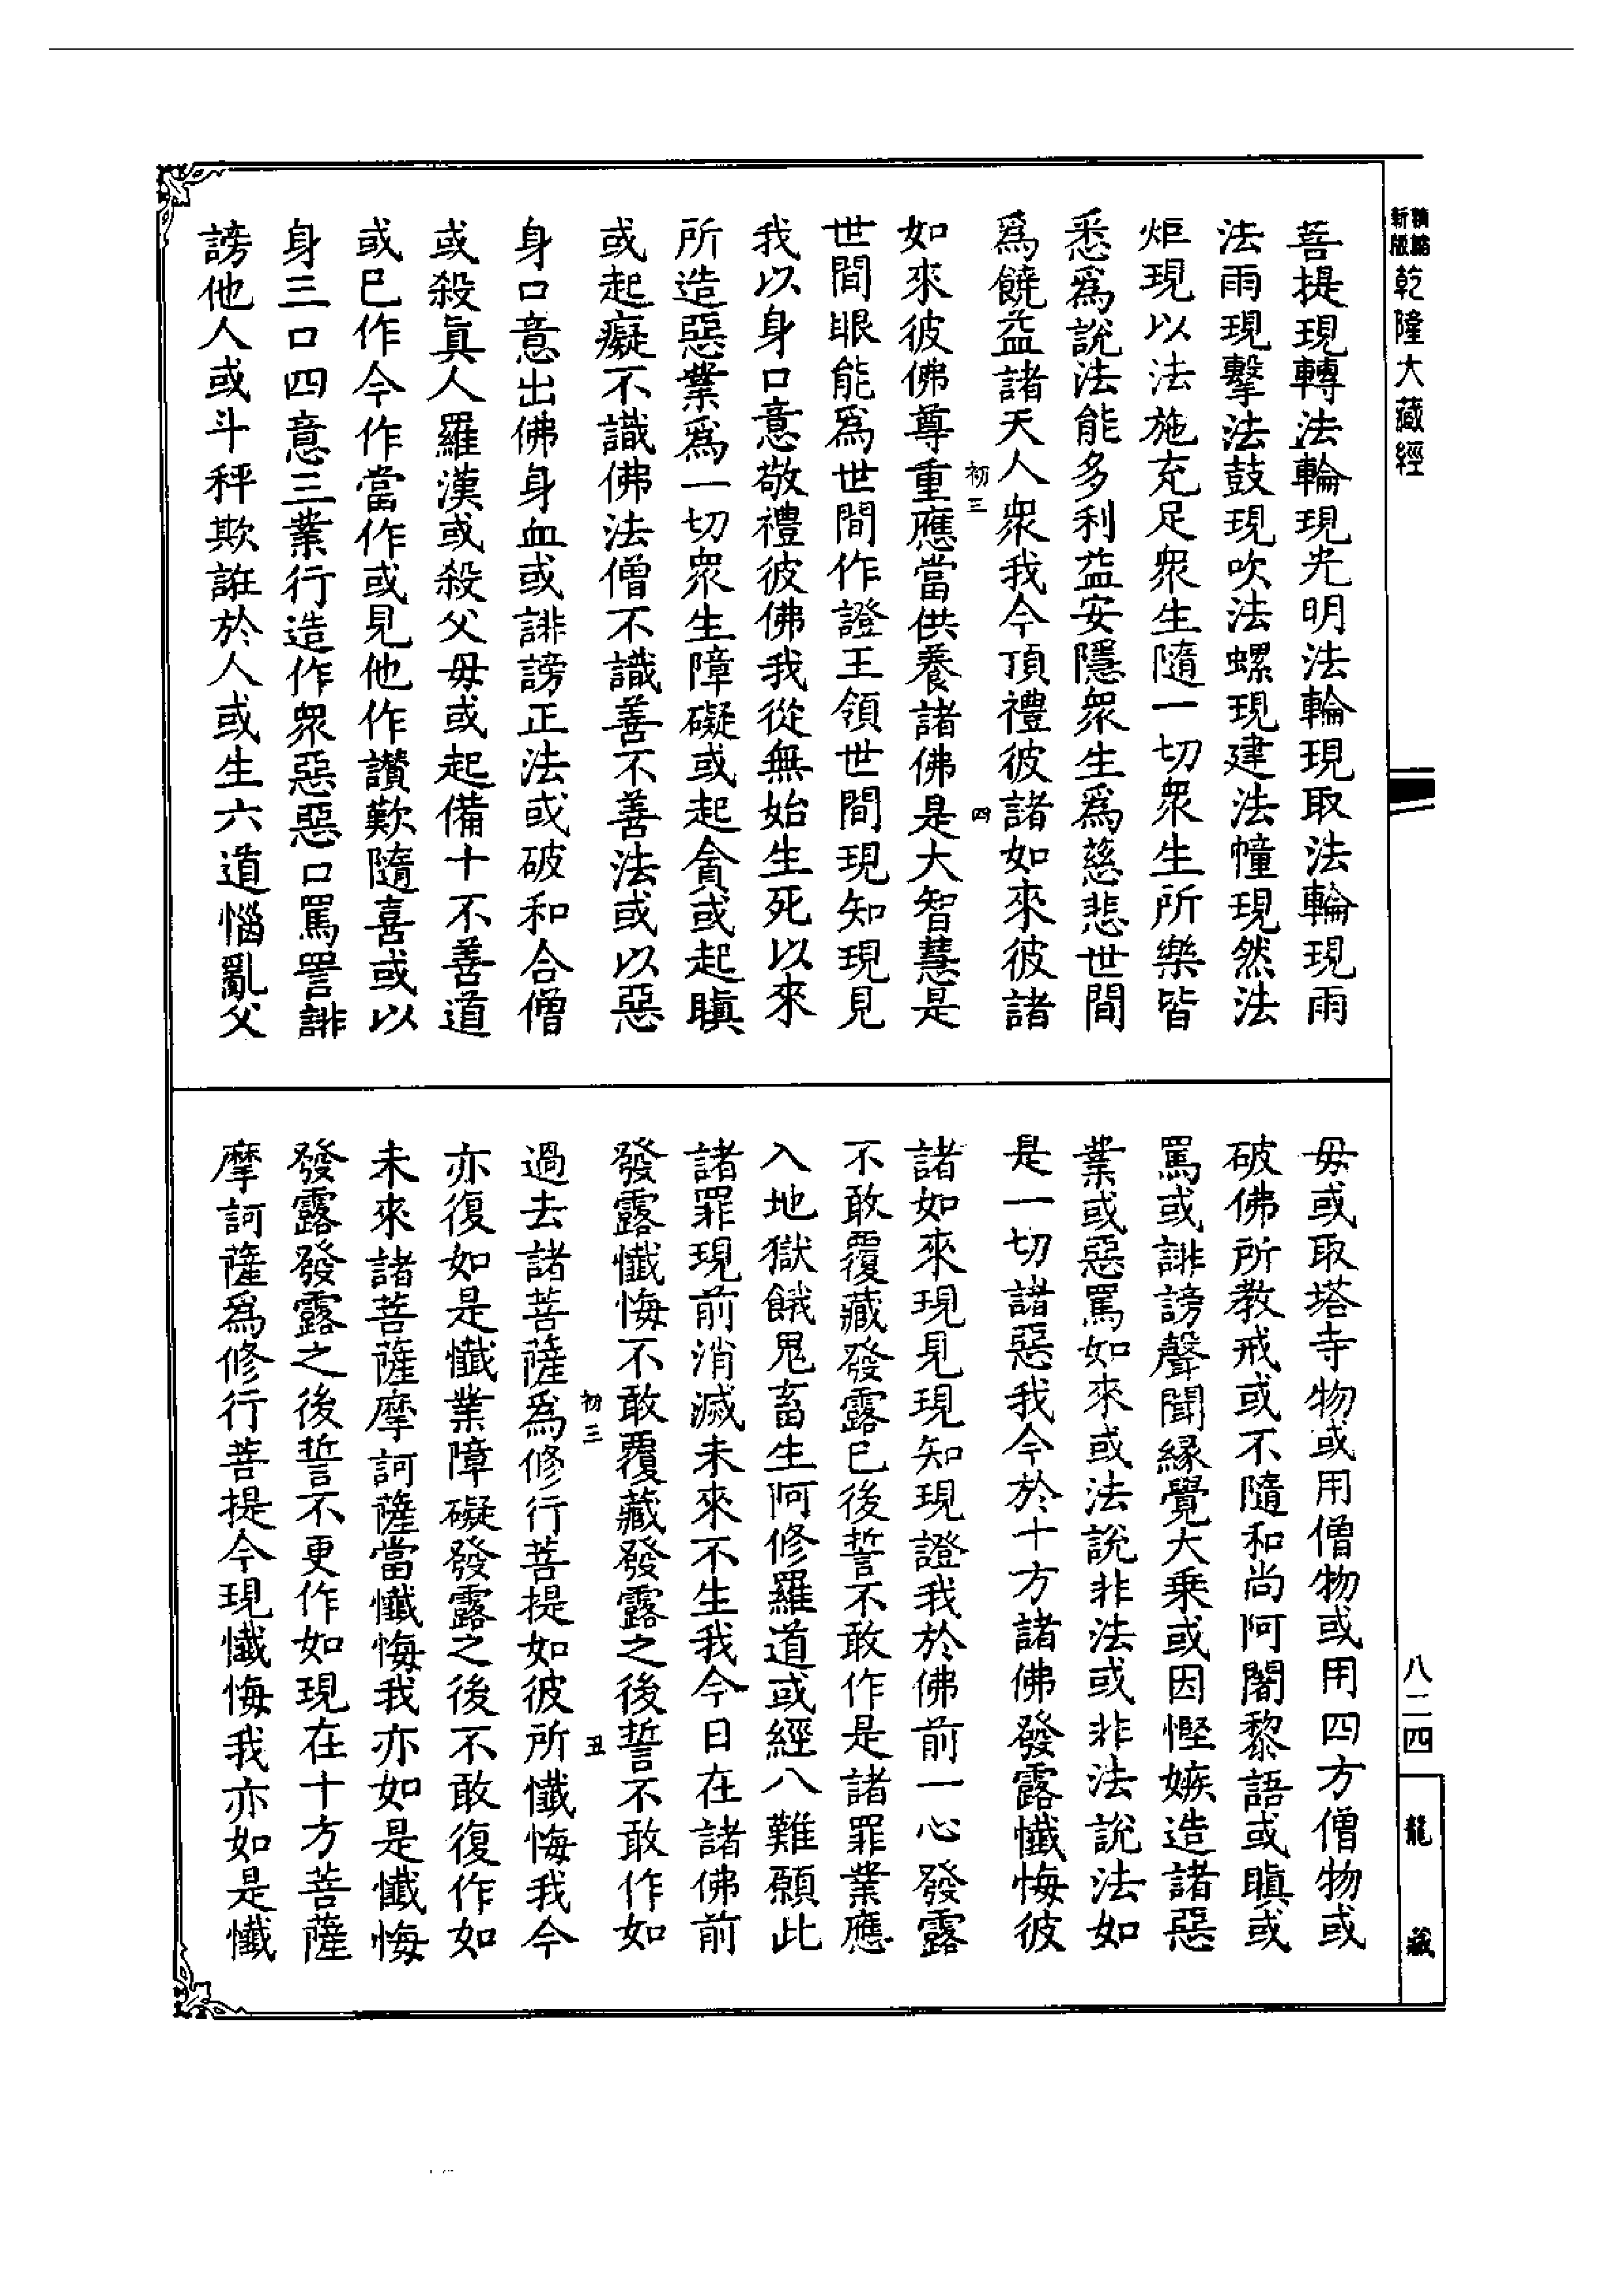 新版
精縮
乾隆大藏經
菩提現轉法輪現光明法輪現取法輪現雨
法雨現擊法鼓現吹法螺現建法幢現然法
炬現以法施充足眾生隨一切眾生所樂皆
悉為說法能多利益安隱眾生為慈悲世間
為饒益諸天人眾我今頂禮彼諸如來彼諸
初三
四
如來彼佛尊重應當供養諸佛是大智慧是
世間眼能為世間作證王領世間現知現見
我以身口意敬禮彼佛我從無始生死以來
所造惡業為一切眾生障礙或起貪或起瞋
或起癡不識佛法僧不識善不善法或以惡
身口意出佛身血或誹謗正法或破和合僧
或殺真人羅漢或殺父母或起備十不善道
或已作今作當作或見他作讚歎隨喜或以
身三口四意三業行造作眾惡惡口罵詈誹
謗他人或斗秤欺誑於人或生六道惱亂父
母或取塔寺物或用僧物或用四方僧物或
破佛所教戒或不隨和尚阿闍黎語或瞋或
罵或誹謗聲聞緣覺大乘或因慳嫉造諸惡
業或惡罵如來或法說非法或非法說法如
是一切諸惡我今於十方諸佛發露懺悔彼
諸如來現見現知現證我於佛前一心發露
不敢覆藏發露已後誓不敢作是諸罪業應
入地獄餓鬼畜生阿修羅道或經八難願此
諸罪現前消滅未來不生我今日在諸佛前
發露懺悔不敢覆藏發露之後誓不敢作如
初三
五
過去諸菩薩為修行菩提如彼所懺悔我今
亦復如是懺業障礙發露之後不敢復作如
未來諸菩薩摩訶薩當懺悔我亦如是懺悔
發露發露之後誓不更作如現在十方菩薩
摩訶薩為修行菩提今現懺悔我亦如是懺
八二四
龍藏